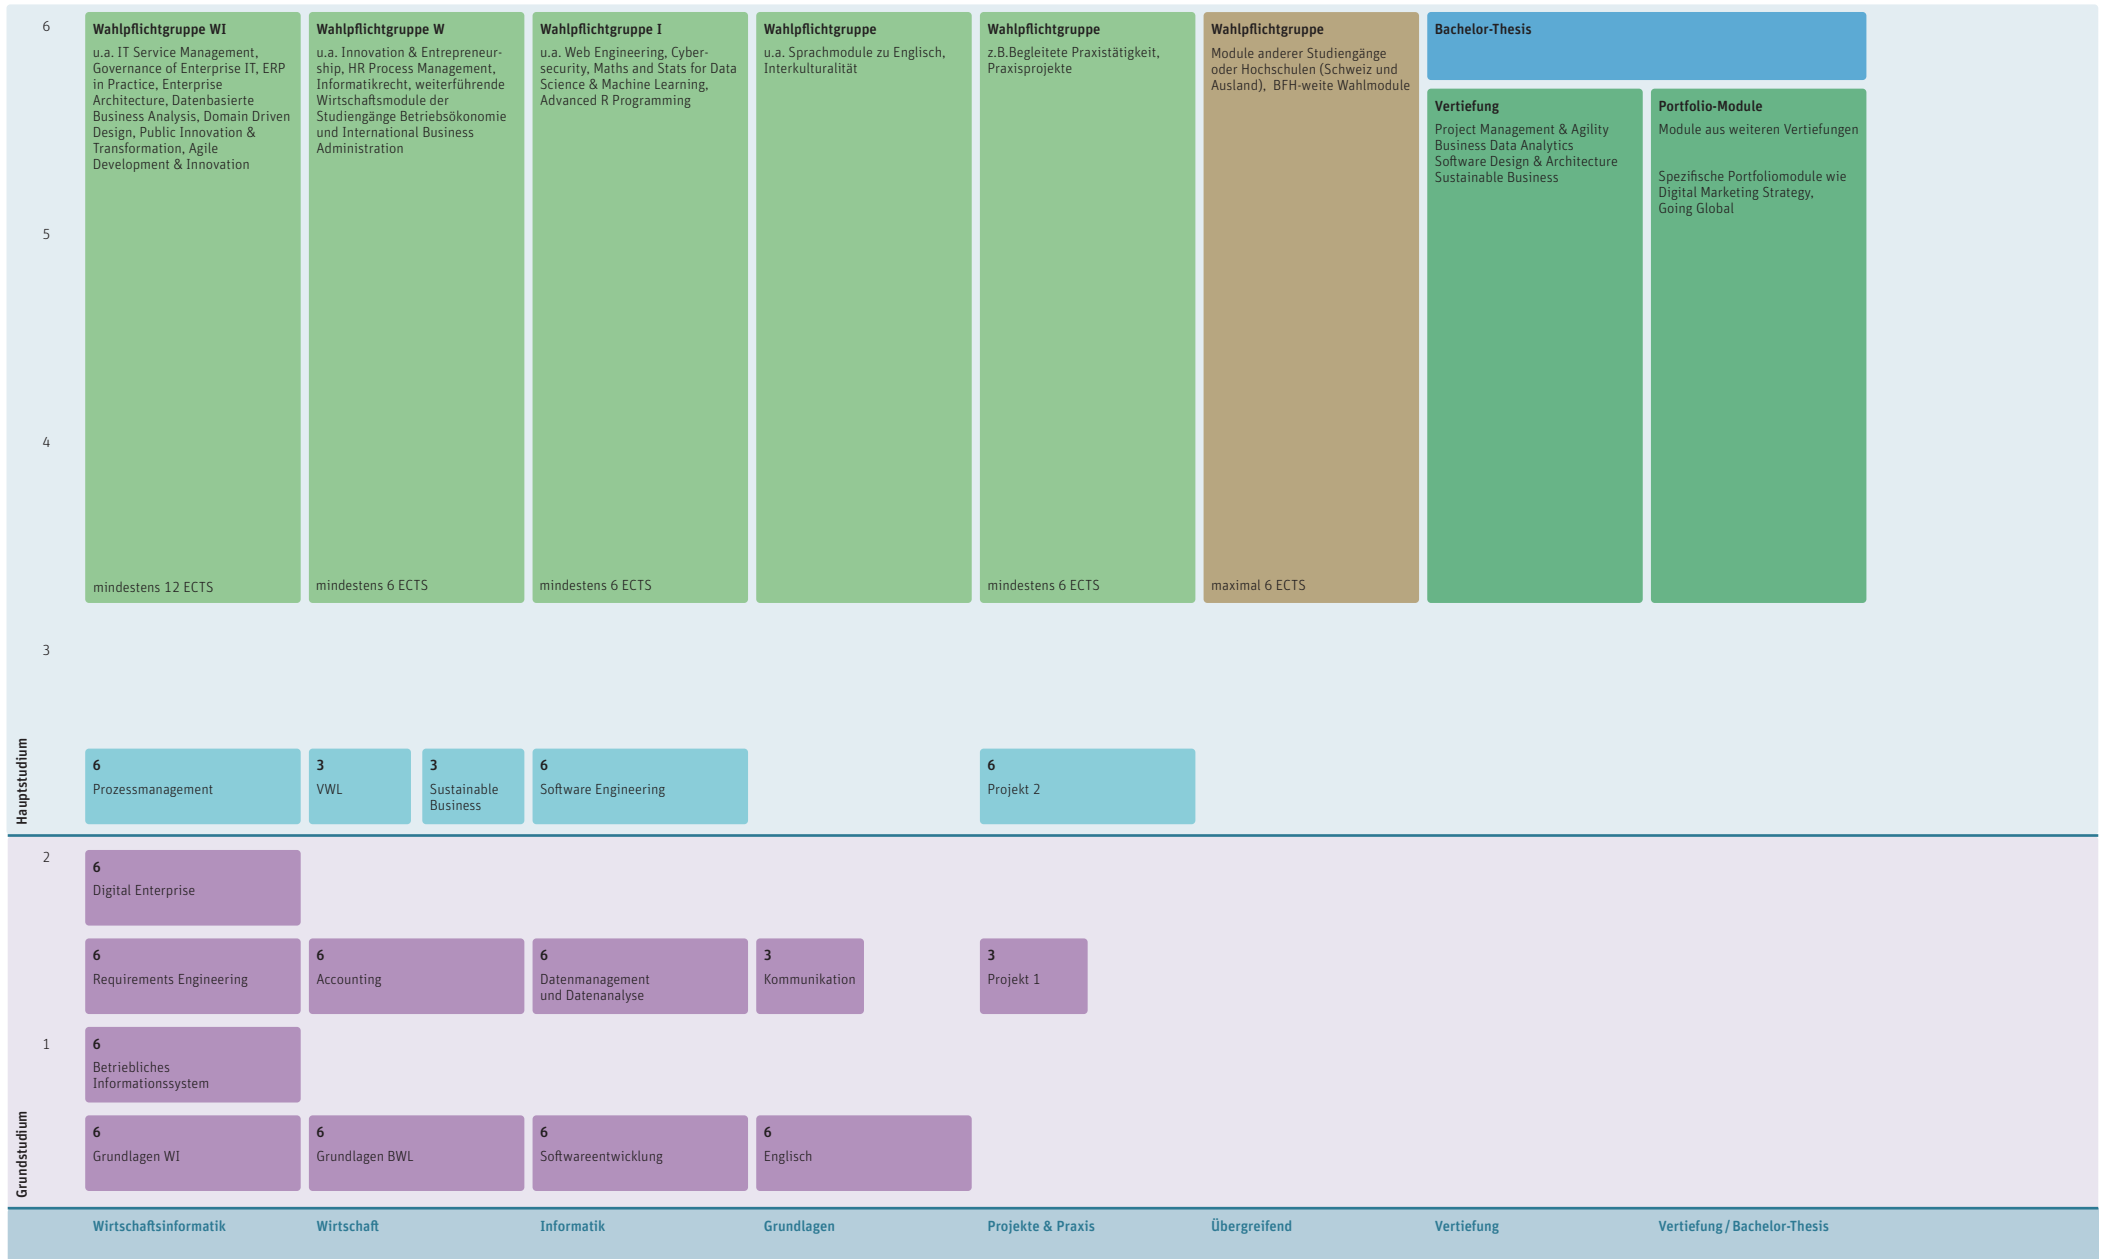 6
Wahlpflichtgruppe WI
u.a. IT Service Management,
Governance of Enterprise IT, ERP
in Practice, Enterprise
Architecture, Datenbasierte
Business Analysis, Domain Driven
Design, Public Innovation &
Transformation, Agile
Development & Innovation
mindestens 12 ECTS
Wahlpflichtgruppe W
u.a. Innovation & Entrepreneur-
ship, HR Process Management,
Informatikrecht, weiterführende
Wirtschaftsmodule der
Studiengänge Betriebsökonomie
und International Business
Administration
mindestens 6 ECTS
Wahlpflichtgruppe I
u.a. Web Engineering, Cyber-
security, Maths and Stats for Data
Science & Machine Learning,
Advanced R Programming
mindestens 6 ECTS
Wahlpflichtgruppe
u.a. Sprachmodule zu Englisch,
Interkulturalität
Wahlpflichtgruppe
z.B.Begleitete Praxistätigkeit,
Praxisprojekte
mindestens 6 ECTS
Wahlpflichtgruppe
Module anderer Studiengänge
oder Hochschulen (Schweiz und
Ausland), BFH-weite Wahlmodule
maximal 6 ECTS
Bachelor-Thesis
Vertiefung
Project Management & Agility
Business Data Analytics
Software Design & Architecture
Sustainable Business
Portfolio-Module
Module aus weiteren Vertiefungen
Spezifische Portfoliomodule wie
Digital Marketing Strategy,
Going Global
5
4
3
Hauptstudium
6
Prozessmanagement
3
VWL
3
Sustainable
Business
6
Software Engineering
6
Projekt 2
2
6
Digital Enterprise
6
Requirements Engineering
6
Accounting
6
Datenmanagement
und Datenanalyse
3
Kommunikation
3
Projekt 1
1
6
Betriebliches
Informationssystem
Grundstudium
6
Grundlagen WI
6
Grundlagen BWL
6
Softwareentwicklung
6
Englisch
Wirtschaftsinformatik
Wirtschaft
Informatik
Grundlagen
Projekte & Praxis
Übergreifend
Vertiefung
Vertiefung / Bachelor-Thesis